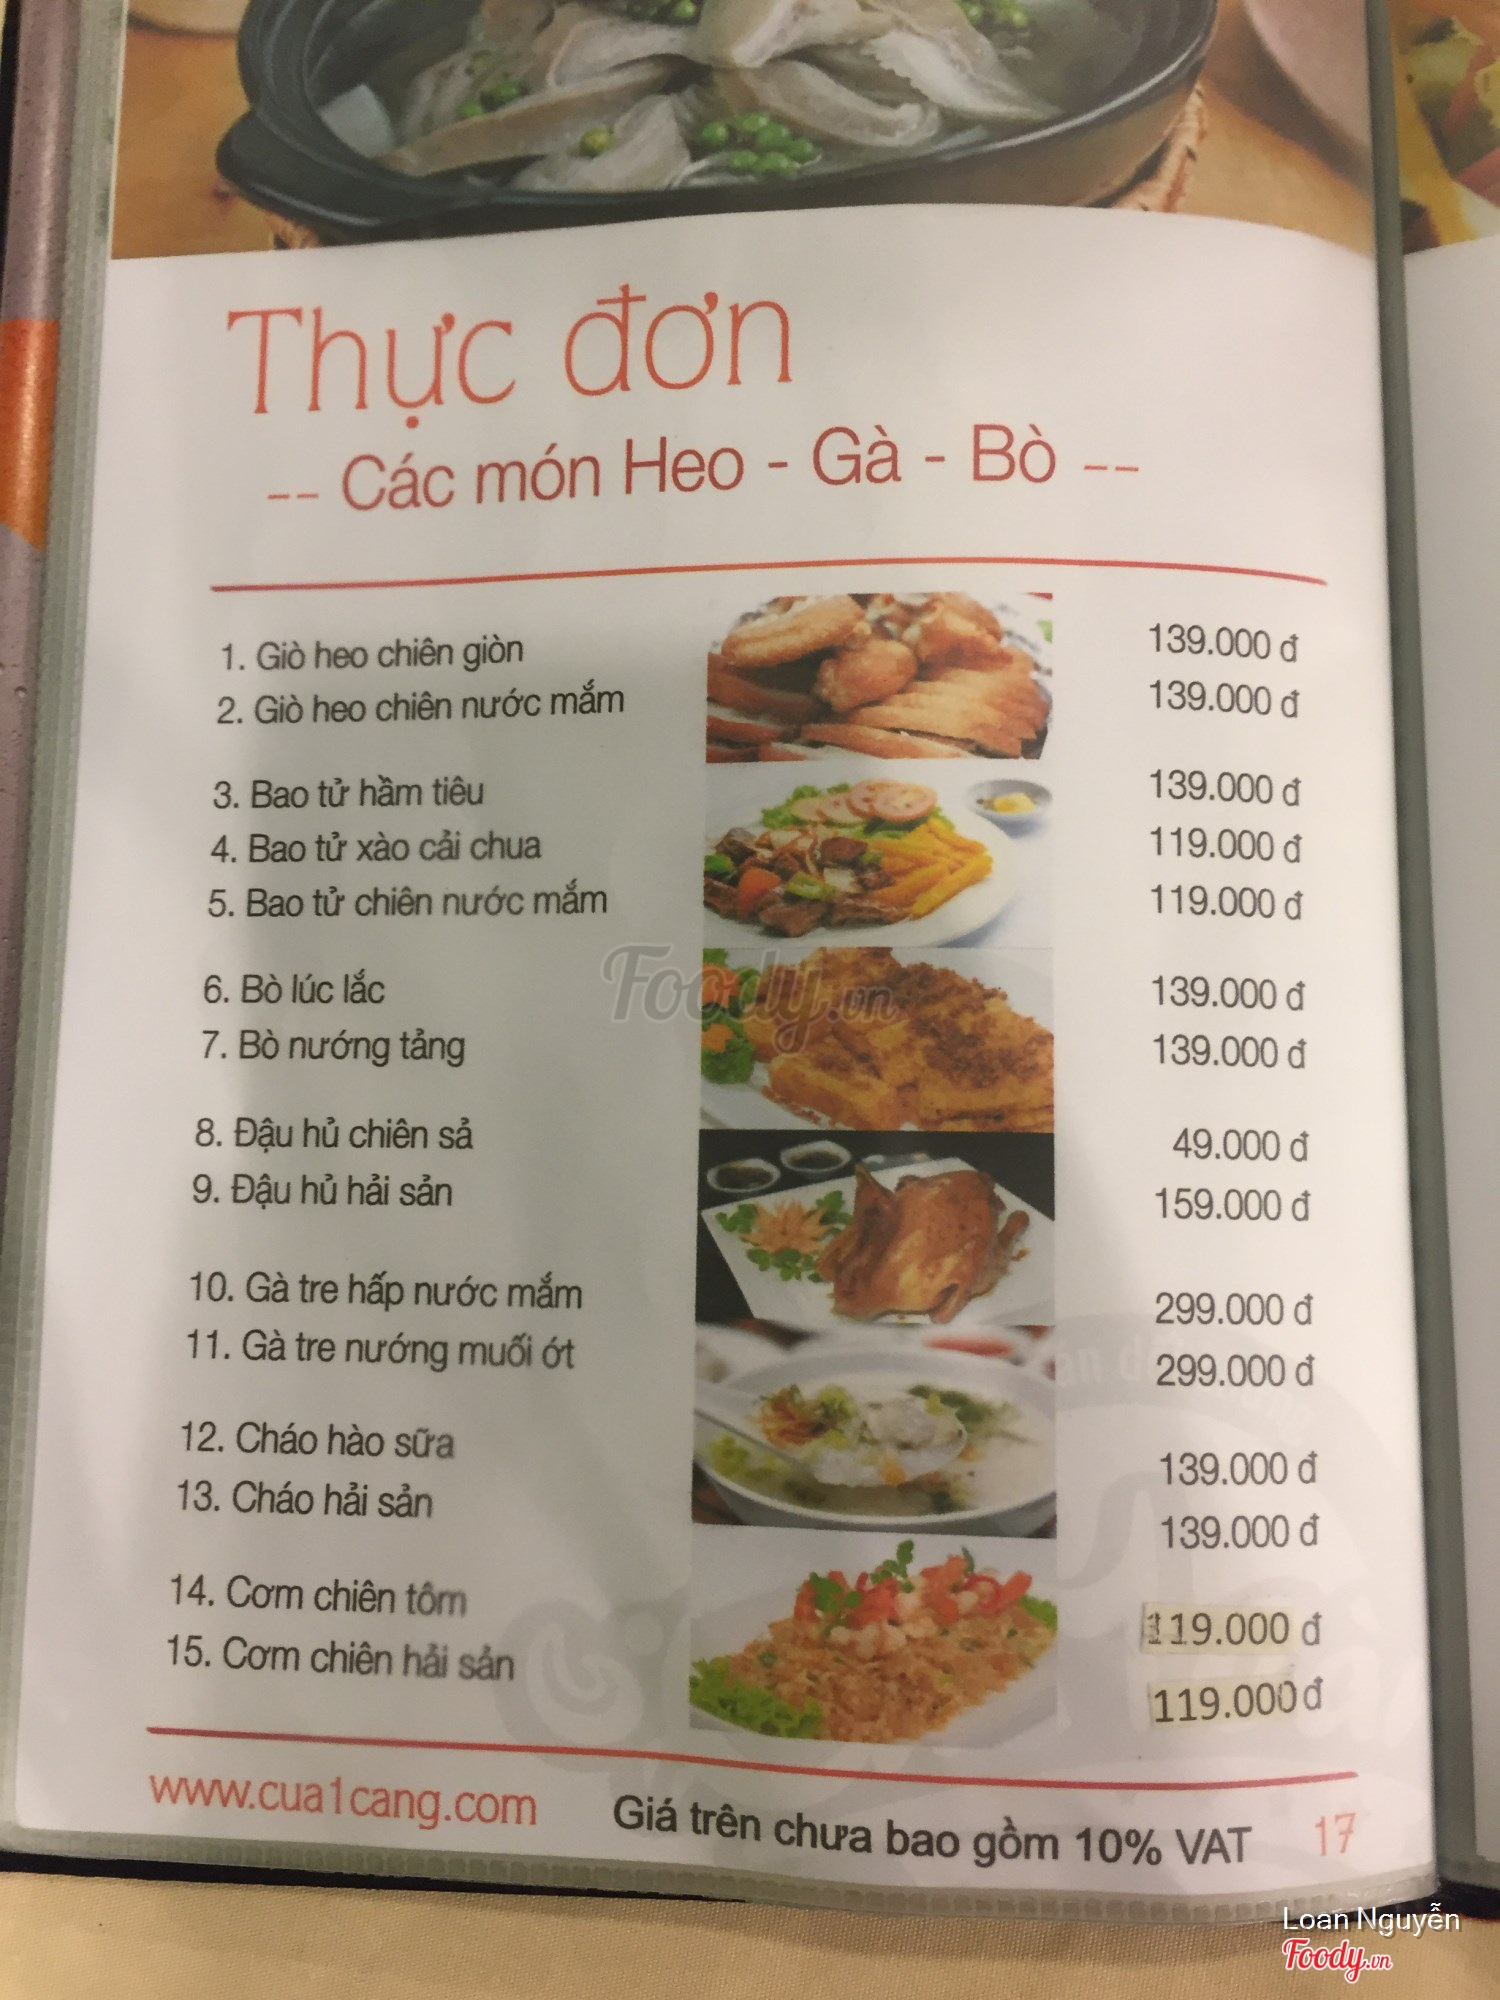 Thực đơn
-- Các món Heo - Gà - Bò --
1. Giò heo chiên giòn 139.000 đ
2. Giò heo chiên nước mắm 139.000 đ
3. Bao tử hầm tiêu 139.000 đ
4. Bao tử xào cải chua 119.000 đ
5. Bao tử chiên nước mắm 119.000 đ
6. Bò lúc lắc 139.000 đ
7. Bò nướng tảng 139.000 đ
8. Đậu hủ chiên sả 49.000 đ
9. Đậu hủ hải sản 159.000 đ
10. Gà tre hấp nước mắm 299.000 đ
11. Gà tre nướng muối ớt 299.000 đ
12. Cháo hào sữa 139.000 đ
13. Cháo hải sản 139.000 đ
14. Cơm chiên tôm 119.000 đ
15. Cơm chiên hải sản 119.000 đ
www.cua1cang.com Giá trên chưa bao gồm 10% VAT 17
Foody.vn
Loan Nguyễn
Foody.vn